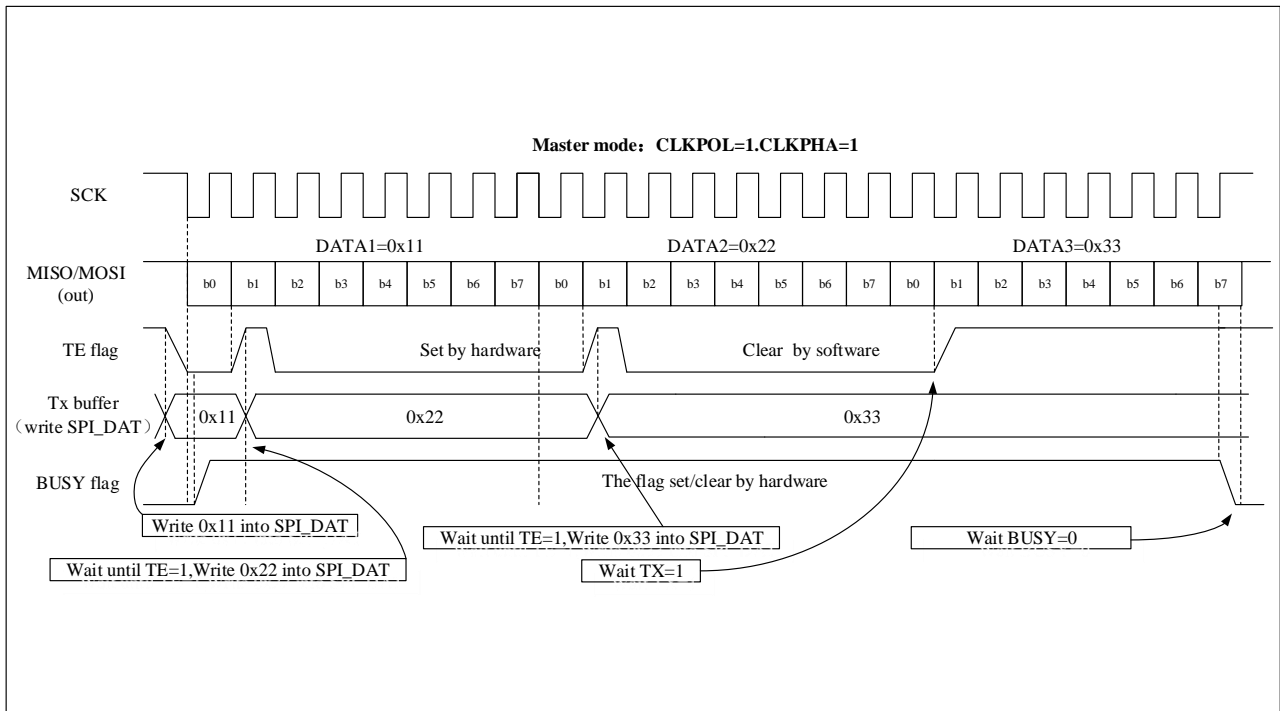 Master mode：CLKPOL=1.CLKPHA=1
SCK
DATA1=0x11 DATA2=0x22 DATA3=0x33
MISO/MOSI
(out)
b0 b1 b2 b3 b4 b5 b6 b7 b0 b1 b2 b3 b4 b5 b6 b7 b0 b1 b2 b3 b4 b5 b6 b7
TE flag
Set by hardware
Clear by software
Tx buffer
（write SPI_DAT）
0x11 0x22 0x33
BUSY flag
The flag set/clear by hardware
Write 0x11 into SPI_DAT
Wait until TE=1,Write 0x33 into SPI_DAT
Wait BUSY=0
Wait until TE=1,Write 0x22 into SPI_DAT
Wait TX=1